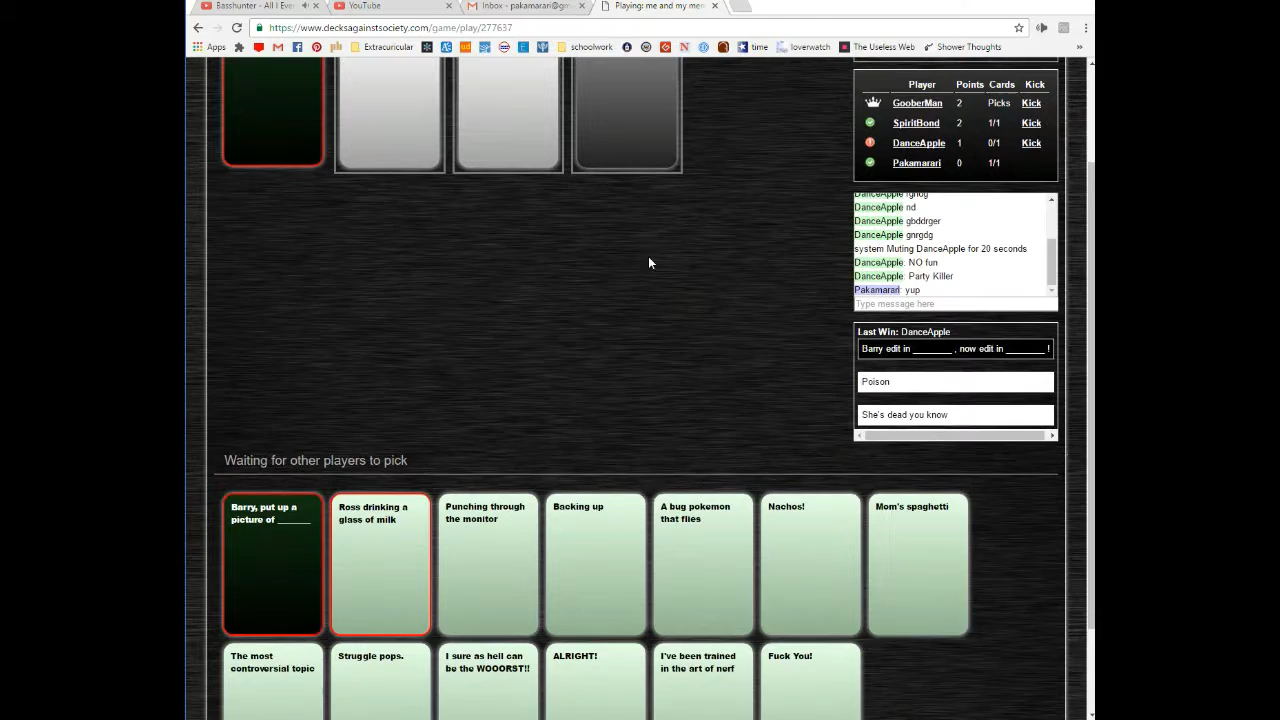 Basshunter - All I Eve
YouTube
Inbox - pakamarari@gm
Playing: me and my me
https://www.decksagainstsociety.com/game/play/277637
Apps
Extracurricular
schoolwork
time
loverwatch
The Useless Web
Shower Thoughts
»
Player Points Cards Kick
GooberMan 2 Picks Kick
SpiritBond 2 1/1 Kick
DanceApple 1 0/1 Kick
Pakamarari 0 1/1
DanceApple nd
DanceApple gbddrger
DanceApple gnrgdg
system Muting DanceApple for 20 seconds
DanceApple: NO fun
DanceApple: Party Killer
Pakamarari: yup
Type message here
Last Win: DanceApple
Barry edit in ________ , now edit in ________ !
Poison
She's dead you know
Waiting for other players to pick
Barry, put up a
picture of _______
Ross drinking a
glass of milk
Punching through
the monitor
Backing up
A bug pokemon
that flies
Nachos!
Mom's spaghetti
The most
controversial topic
Struggle pops.
I sure as hell can
be the WOOORST!!
ALRIGHT!
I've been trained
in the art of nerf
Fuck You!